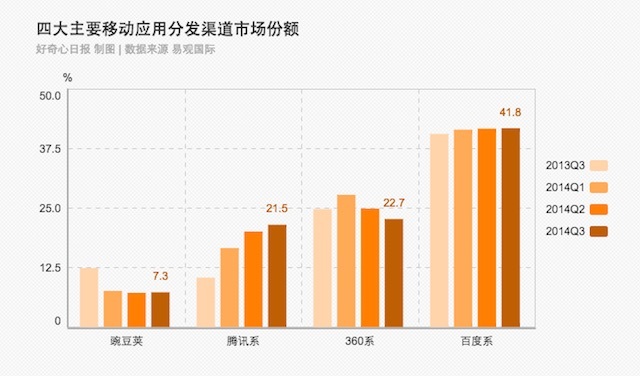 四大主要移动应用分发渠道市场份额
好奇心日报 制图 | 数据来源 易观国际
%
50.0
37.5
25.0
12.5
0
7.3
21.5
22.7
41.8
豌豆荚
腾讯系
360系
百度系
2013Q3
2014Q1
2014Q2
2014Q3